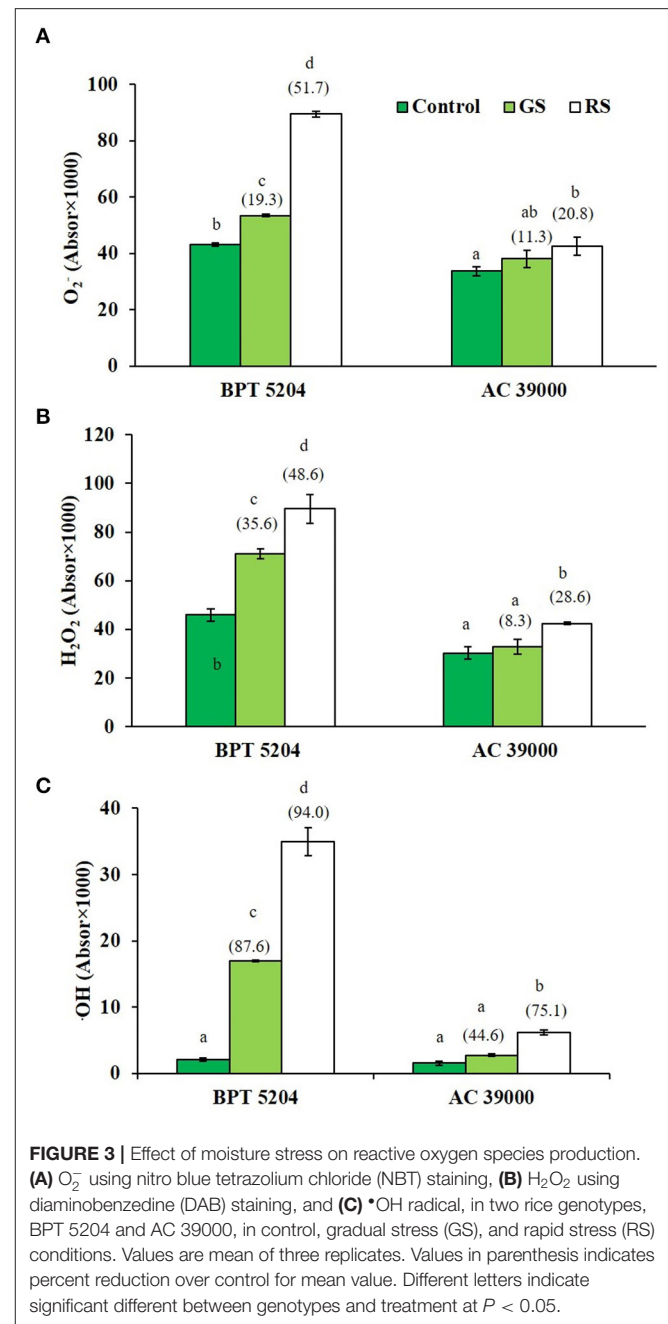 A
O₂⁻ (Absor×1000)
100
80
60
40
20
0
Control GS RS
b
c
(19.3)
d
(51.7)
a
ab
(11.3)
b
(20.8)
BPT 5204 AC 39000
B
H₂O₂ (Absor×1000)
120
100
80
60
40
20
0
b
c
(35.6)
d
(48.6)
a
a
(8.3)
b
(28.6)
BPT 5204 AC 39000
C
·OH (Absor×1000)
40
30
20
10
0
a
c
(87.6)
d
(94.0)
a
a
(44.6)
b
(75.1)
BPT 5204 AC 39000
FIGURE 3 | Effect of moisture stress on reactive oxygen species production.
(A) O₂⁻ using nitro blue tetrazolium chloride (NBT) staining, (B) H₂O₂ using
diaminobenzedine (DAB) staining, and (C) •OH radical, in two rice genotypes,
BPT 5204 and AC 39000, in control, gradual stress (GS), and rapid stress (RS)
conditions. Values are mean of three replicates. Values in parenthesis indicates
percent reduction over control for mean value. Different letters indicate
significant different between genotypes and treatment at P < 0.05.